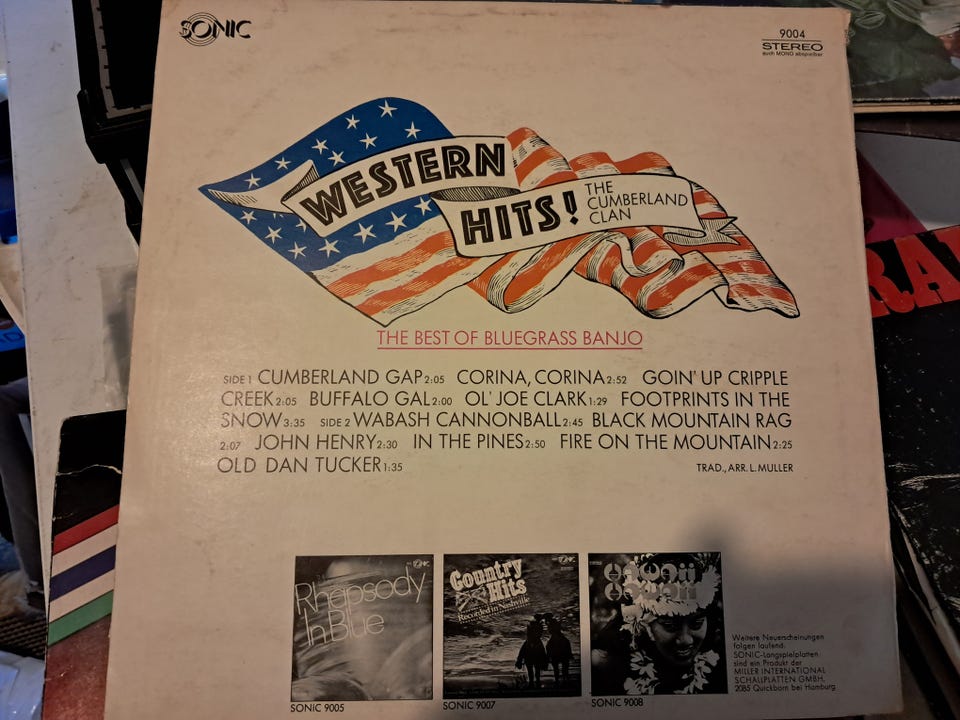 SONIC
9004
STEREO
auch MONO abspielbar
WESTERN
HITS!
THE
CUMBERLAND
CLAN
THE BEST OF BLUEGRASS BANJO
SIDE 1 CUMBERLAND GAP 2:05 CORINA, CORINA 2:52 GOIN' UP CRIPPLE
CREEK 2:05 BUFFALO GAL 2:00 OL' JOE CLARK 1:29 FOOTPRINTS IN THE
SNOW 3:35 SIDE 2 WABASH CANNONBALL 2:45 BLACK MOUNTAIN RAG
2:07 JOHN HENRY 2:30 IN THE PINES 2:50 FIRE ON THE MOUNTAIN 2:25
OLD DAN TUCKER 1:35
TRAD., ARR. L. MULLER
Rhapsody
In Blue
SONIC 9005
Country
Hits
Recorded in Nashville
SONIC 9007
Hawaii
SONIC 9008
Weitere Neuerscheinungen
folgen laufend.
SONIC-Langspielplatten
sind ein Produkt der
MILLER INTERNATIONAL
SCHALLPLATTEN GMBH,
2085 Quickborn bei Hamburg
RA